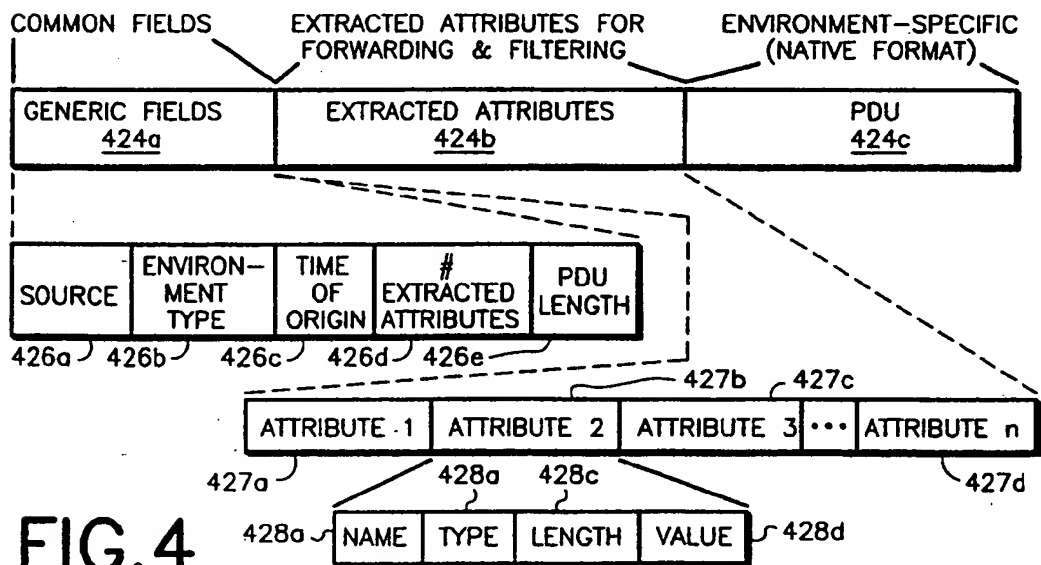 COMMON FIELDS
EXTRACTED ATTRIBUTES FOR
FORWARDING & FILTERING
ENVIRONMENT-SPECIFIC
(NATIVE FORMAT)
GENERIC FIELDS
424a
EXTRACTED ATTRIBUTES
424b
PDU
424c
SOURCE
ENVIRON-
MENT
TYPE
TIME
OF
ORIGIN
#
EXTRACTED
ATTRIBUTES
PDU
LENGTH
426a
426b
426c
426d
426e
427b
427c
ATTRIBUTE 1
ATTRIBUTE 2
ATTRIBUTE 3
•••
ATTRIBUTE n
427a
428a
428c
427d
428a
NAME
TYPE
LENGTH
VALUE
428d
FIG.4